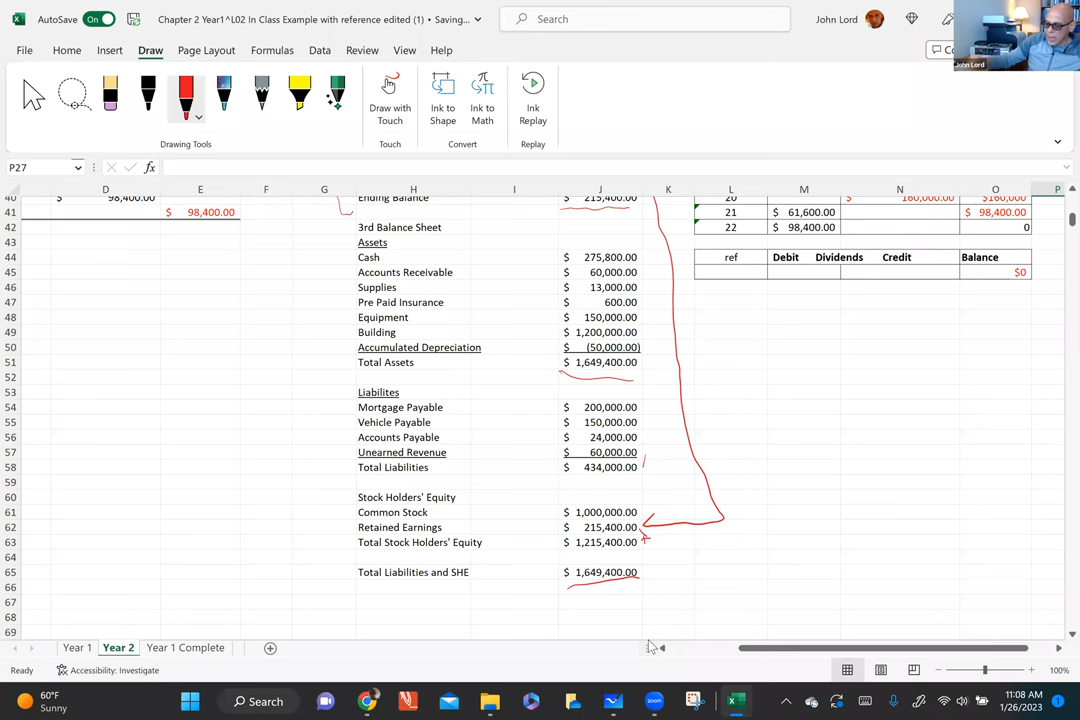 AutoSave On Chapter 2 Year1^L02 In Class Example with reference edited (1) • Saving... Search John Lord
File Home Insert Draw Page Layout Formulas Data Review View Help
John Lord
Draw with Touch
Ink to Shape
Ink to Math
Ink Replay
Drawing Tools Touch Convert Replay
P27 fx
D E F G H I J K L M N O P
40 $ 98,400.00 Ending Balance $ 215,400.00 20 $ 160,000.00 $160,000
41 $ 98,400.00 21 $ 61,600.00 $ 98,400.00
42 3rd Balance Sheet 22 $ 98,400.00 0
43 Assets
44 Cash $ 275,800.00 ref Debit Dividends Credit Balance
45 Accounts Receivable $ 60,000.00 $0
46 Supplies $ 13,000.00
47 Pre Paid Insurance $ 600.00
48 Equipment $ 150,000.00
49 Building $ 1,200,000.00
50 Accumulated Depreciation $ (50,000.00)
51 Total Assets $ 1,649,400.00
52
53 Liabilites
54 Mortgage Payable $ 200,000.00
55 Vehicle Payable $ 150,000.00
56 Accounts Payable $ 24,000.00
57 Unearned Revenue $ 60,000.00
58 Total Liabilities $ 434,000.00
59
60 Stock Holders' Equity
61 Common Stock $ 1,000,000.00
62 Retained Earnings $ 215,400.00
63 Total Stock Holders' Equity $ 1,215,400.00
64
65 Total Liabilities and SHE $ 1,649,400.00
66
67
68
69
Year 1 Year 2 Year 1 Complete
Ready Accessibility: Investigate 100%
60°F
Sunny
Search
11:08 AM
1/26/2023